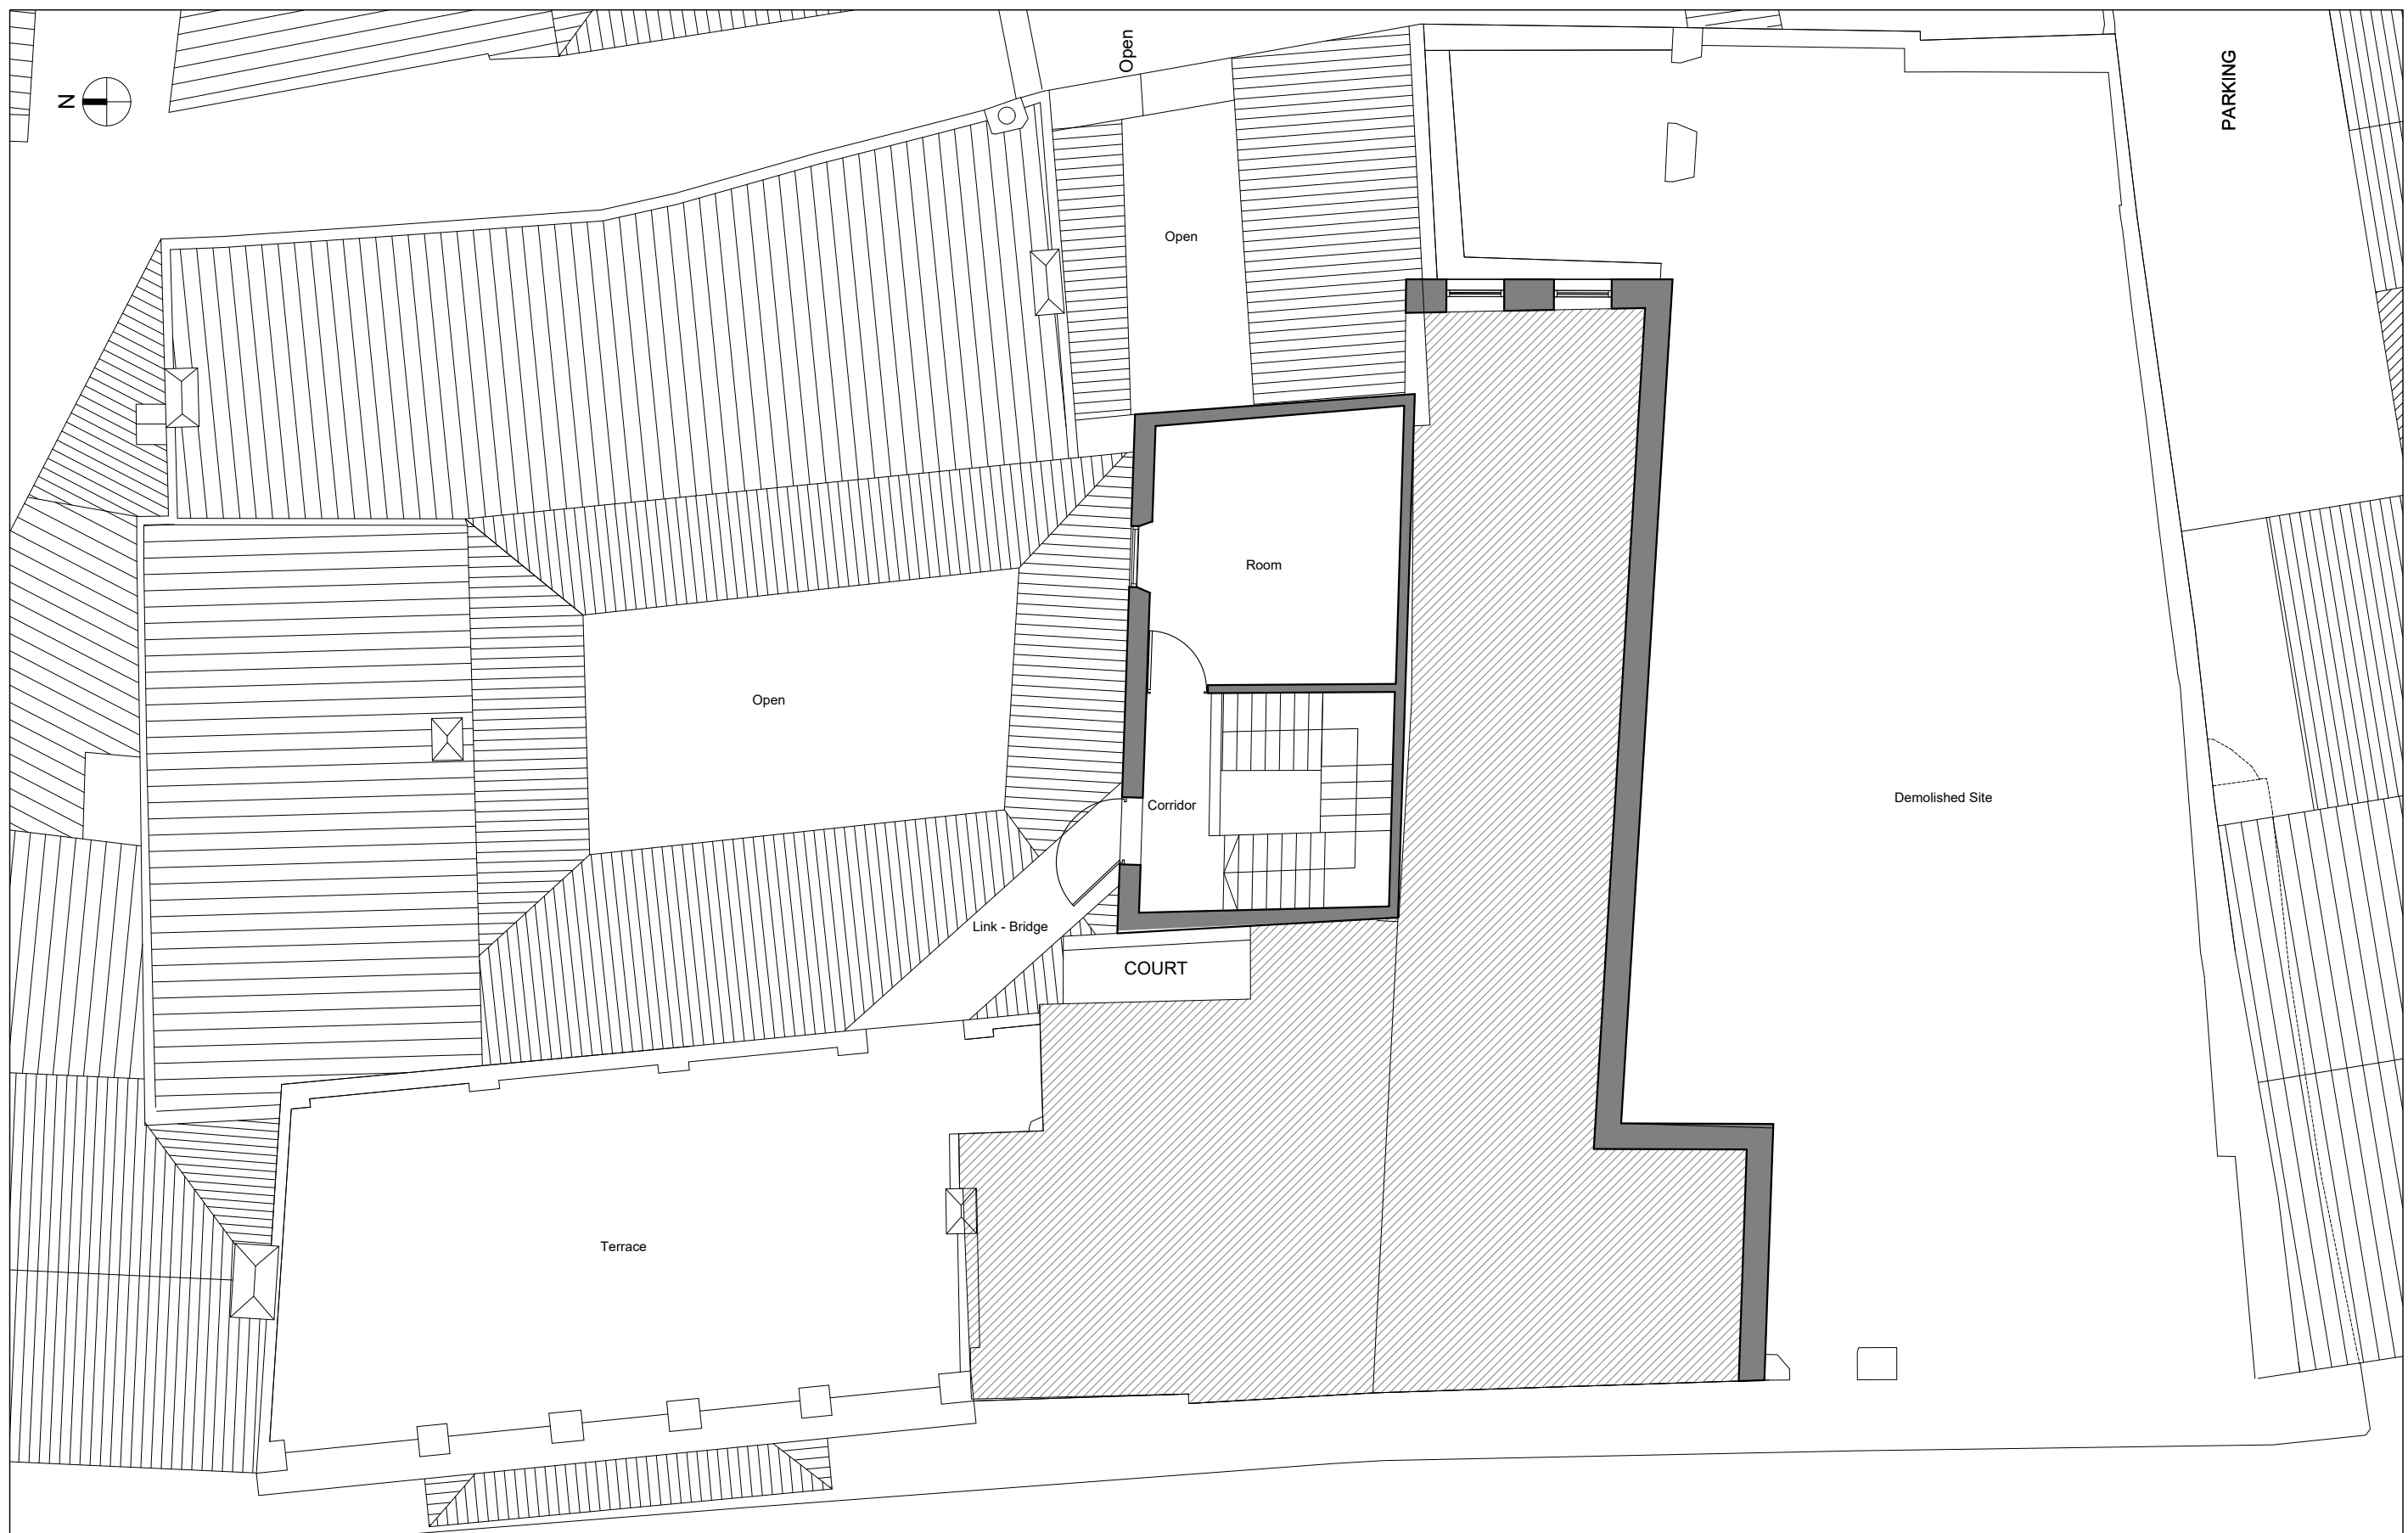 Open
PARKING
N
Open
Room
Open
Demolished Site
Corridor
Link - Bridge
COURT
Terrace